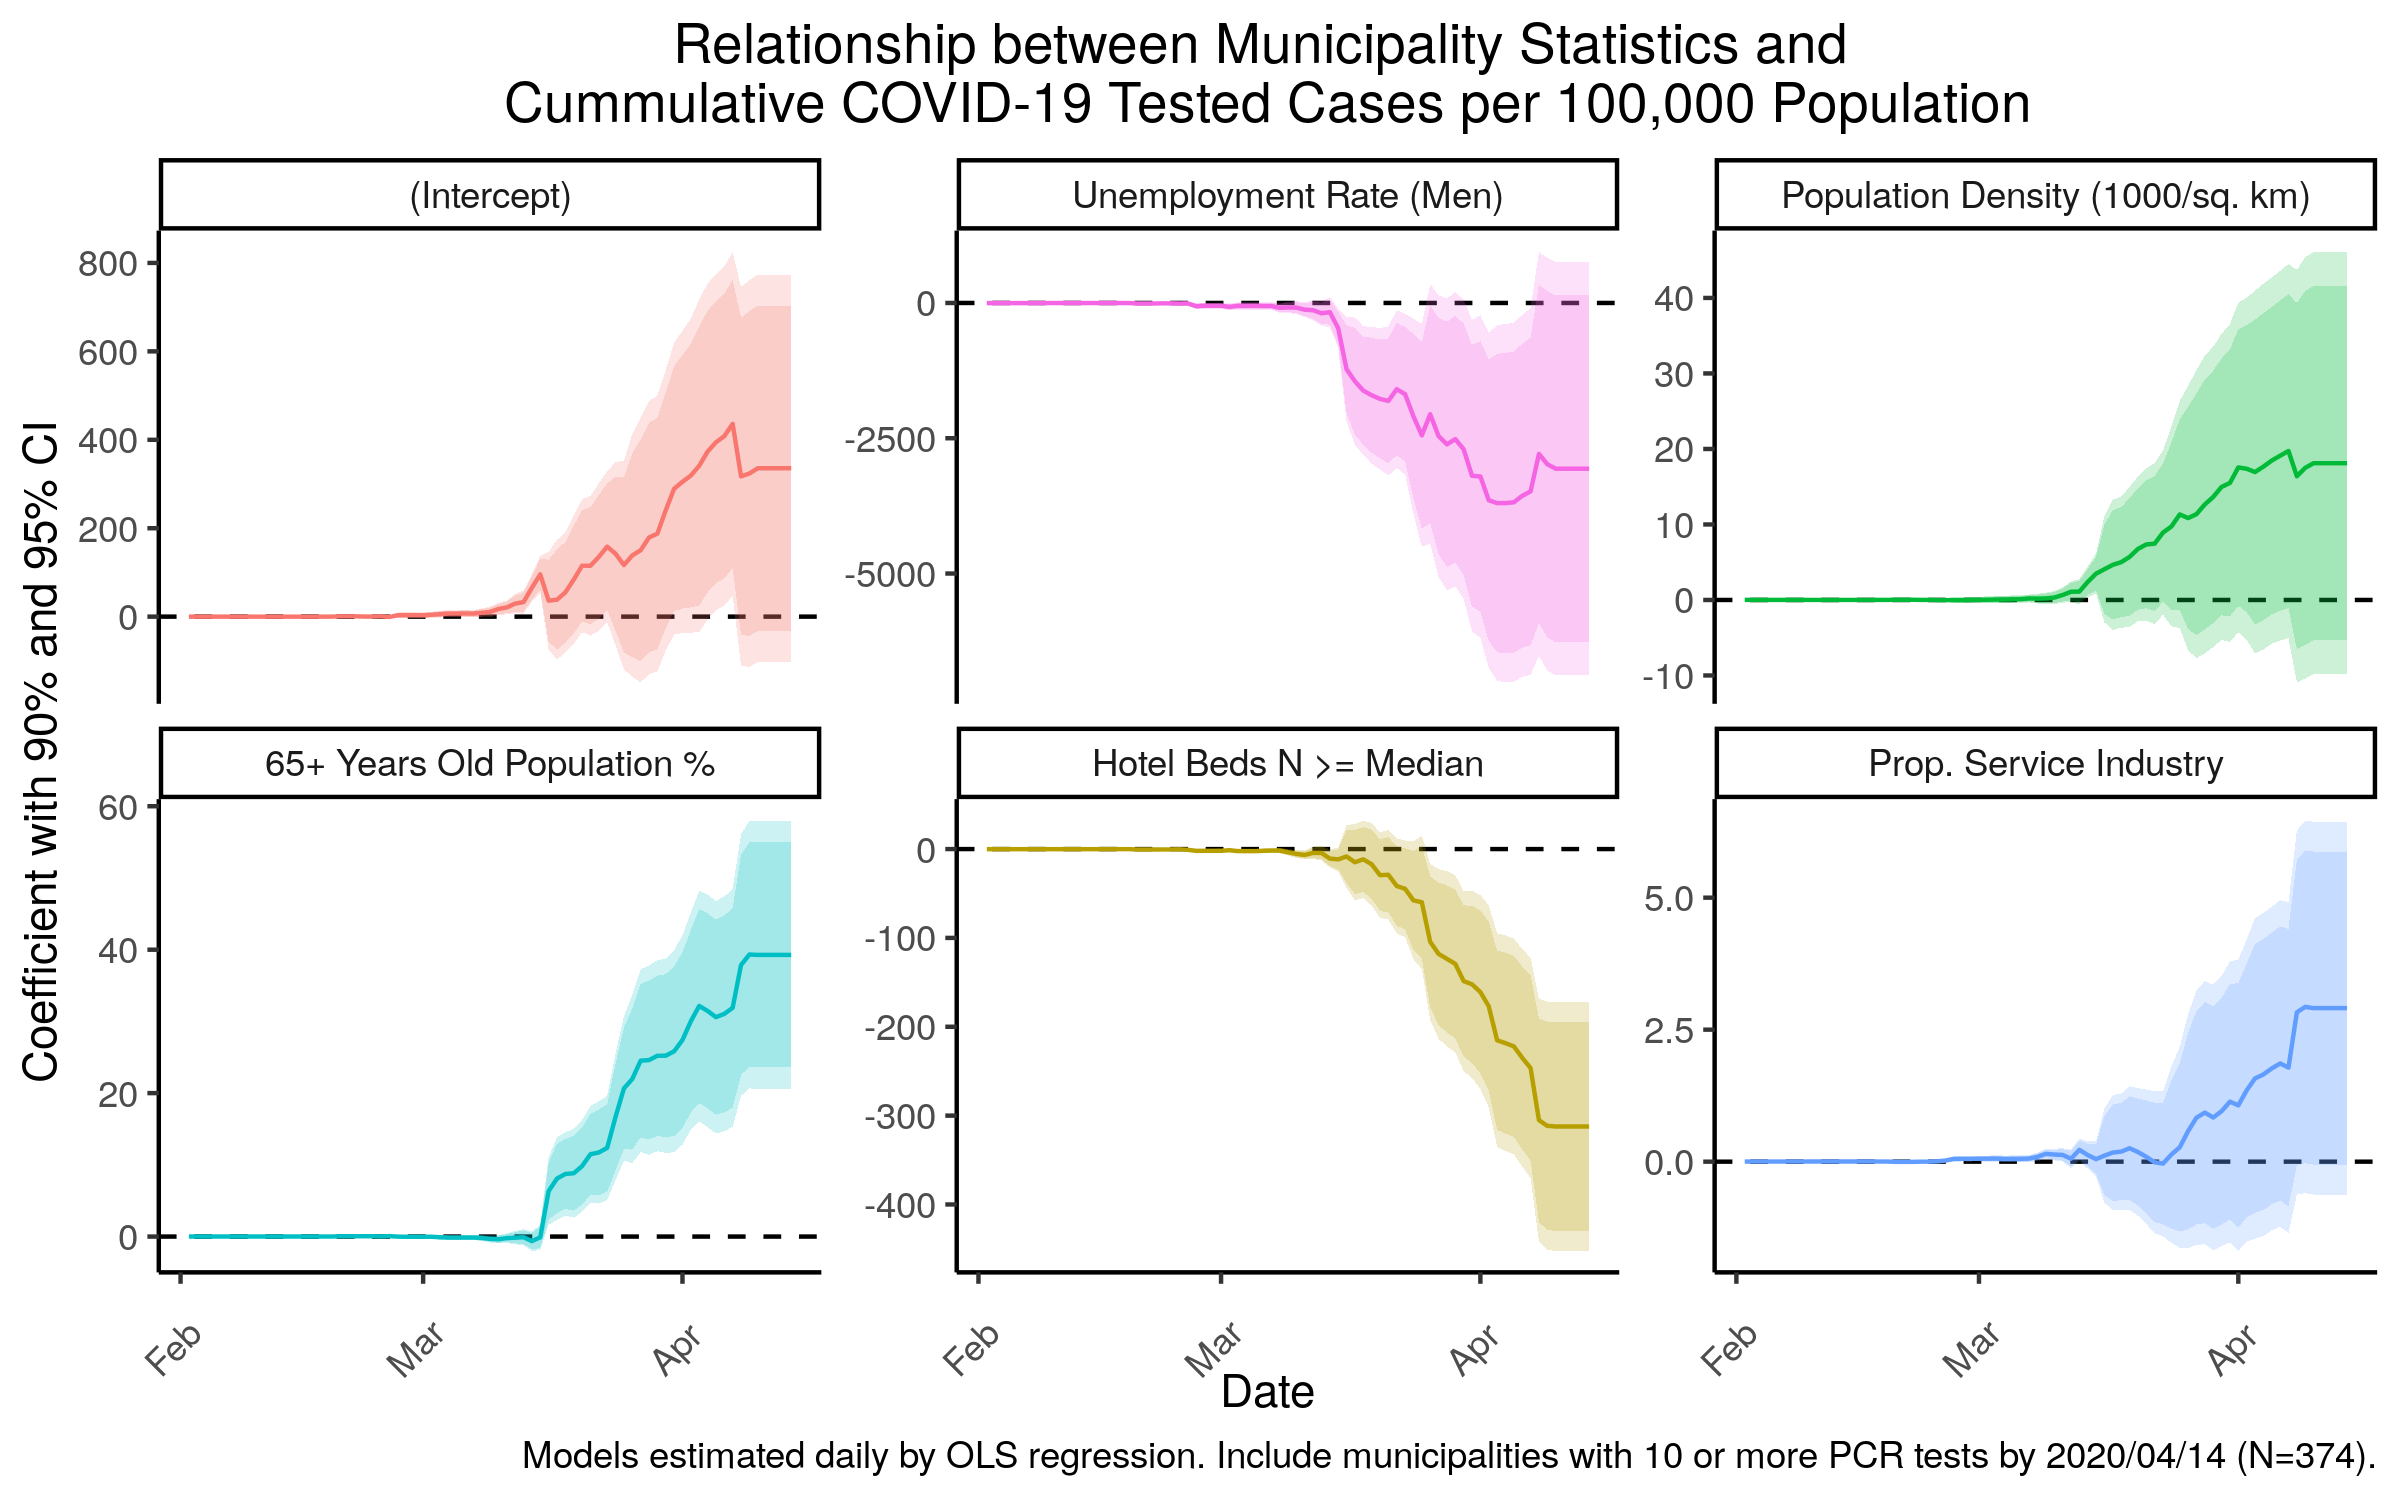 Relationship between Municipality Statistics and
Cummulative COVID-19 Tested Cases per 100,000 Population
Coefficient with 90% and 95% CI
(Intercept)
800
600
400
200
0
Unemployment Rate (Men)
0
-2500
-5000
Population Density (1000/sq. km)
40
30
20
10
0
-10
65+ Years Old Population %
60
40
20
0
Feb
Mar
Apr
Hotel Beds N >= Median
0
-100
-200
-300
-400
Feb
Mar
Apr
Prop. Service Industry
5.0
2.5
0.0
Feb
Mar
Apr
Date
Models estimated daily by OLS regression. Include municipalities with 10 or more PCR tests by 2020/04/14 (N=374).